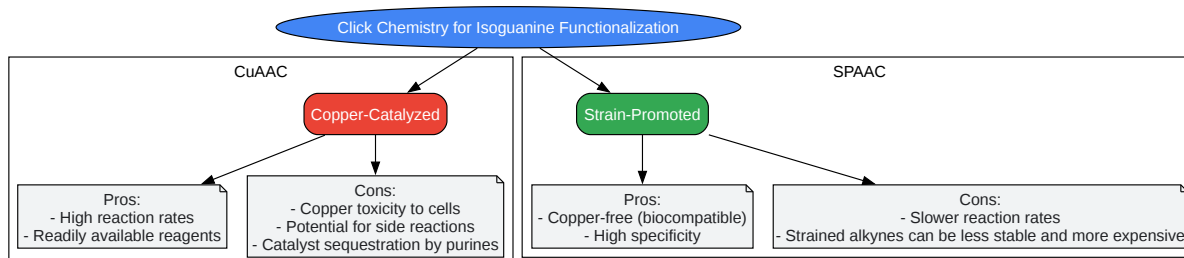 Click Chemistry for Isoguanine Functionalization
CuAAC
Copper-Catalyzed
Pros:
- High reaction rates
- Readily available reagents
Cons:
- Copper toxicity to cells
- Potential for side reactions
- Catalyst sequestration by purines
SPAAC
Strain-Promoted
Pros:
- Copper-free (biocompatible)
- High specificity
Cons:
- Slower reaction rates
- Strained alkynes can be less stable and more expensive